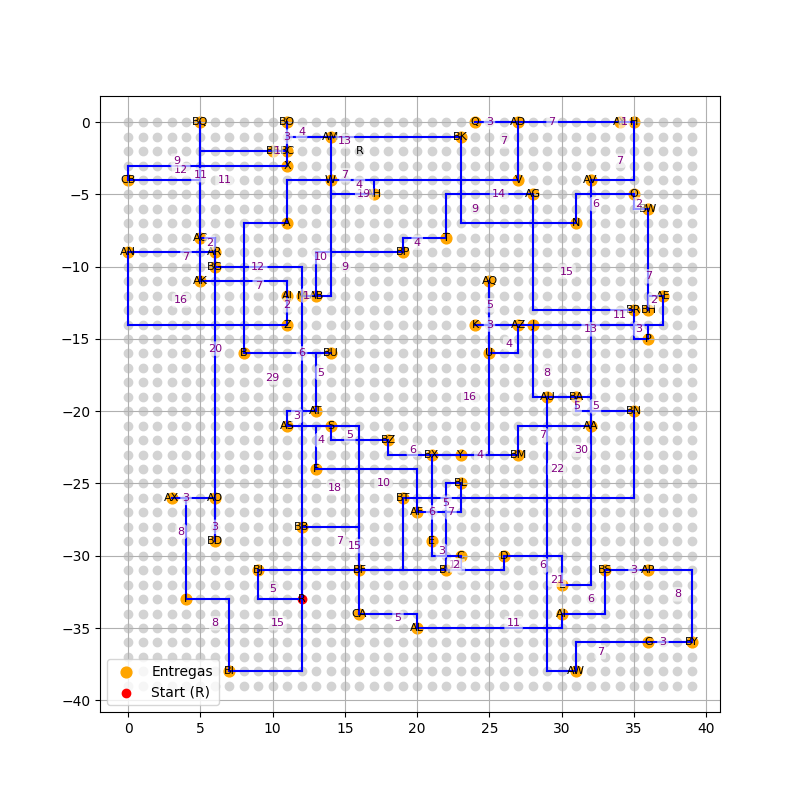 0
−5
−10
−15
−20
−25
−30
−35
−40
0 5 10 15 20 25 30 35 40
Entregas
Start (R)
BQ BO Q AD H
3 4 3 7 1
AM 13 BK 7
R
X
9 12 11 11 7 7
CB W V AV
4 19 14 AG O
6 2
A 9 N
AC 2 4 T
AN 7 AR 10 BP
BG 12 9 15 7
AK 7 AQ
16 AI 2 1 5 2 AE
Z K 3 AZ 11 BR BH
13 3 P
20 B 6 BU U 4
29 5 16 8
AU BA
AT 5 5 BN
AS 3 S AA
4 5 BZ 6 7 30
BX Y 4 BM
F 10 22
18 BL
AX 3 AO BT 5
8 3 AF 6 7
BB 7 15
BD E
3 D 6
BF 2 21 BS 3 AP
5 6 8
8 15 CA 5 AL 11
7 G 3 BY
AW